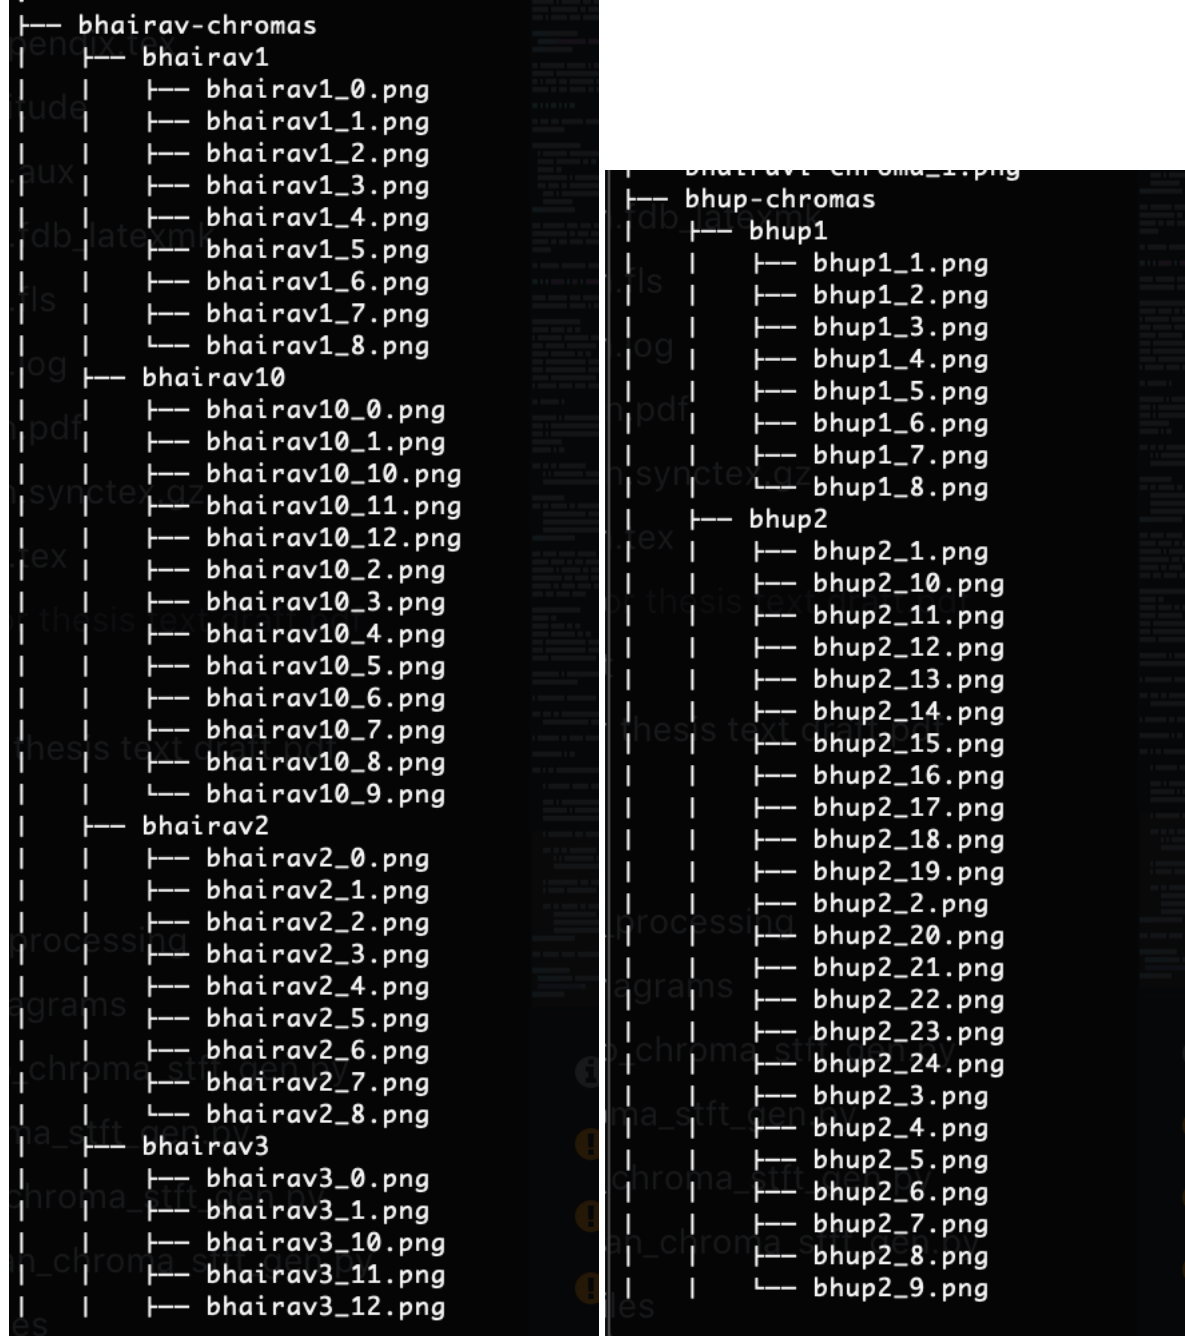 ├── bhairav-chromas
│   ├── bhairav1
│   │   ├── bhairav1_0.png
│   │   ├── bhairav1_1.png
│   │   ├── bhairav1_2.png
│   │   ├── bhairav1_3.png
│   │   ├── bhairav1_4.png
│   │   ├── bhairav1_5.png
│   │   ├── bhairav1_6.png
│   │   ├── bhairav1_7.png
│   │   └── bhairav1_8.png
│   ├── bhairav10
│   │   ├── bhairav10_0.png
│   │   ├── bhairav10_1.png
│   │   ├── bhairav10_10.png
│   │   ├── bhairav10_11.png
│   │   ├── bhairav10_12.png
│   │   ├── bhairav10_2.png
│   │   ├── bhairav10_3.png
│   │   ├── bhairav10_4.png
│   │   ├── bhairav10_5.png
│   │   ├── bhairav10_6.png
│   │   ├── bhairav10_7.png
│   │   ├── bhairav10_8.png
│   │   └── bhairav10_9.png
│   ├── bhairav2
│   │   ├── bhairav2_0.png
│   │   ├── bhairav2_1.png
│   │   ├── bhairav2_2.png
│   │   ├── bhairav2_3.png
│   │   ├── bhairav2_4.png
│   │   ├── bhairav2_5.png
│   │   ├── bhairav2_6.png
│   │   ├── bhairav2_7.png
│   │   └── bhairav2_8.png
│   ├── bhairav3
│   │   ├── bhairav3_0.png
│   │   ├── bhairav3_1.png
│   │   ├── bhairav3_10.png
│   │   ├── bhairav3_11.png
│   │   ├── bhairav3_12.png
├── bhup-chromas
│   ├── bhup1
│   │   ├── bhup1_1.png
│   │   ├── bhup1_2.png
│   │   ├── bhup1_3.png
│   │   ├── bhup1_4.png
│   │   ├── bhup1_5.png
│   │   ├── bhup1_6.png
│   │   ├── bhup1_7.png
│   │   └── bhup1_8.png
│   ├── bhup2
│   │   ├── bhup2_1.png
│   │   ├── bhup2_10.png
│   │   ├── bhup2_11.png
│   │   ├── bhup2_12.png
│   │   ├── bhup2_13.png
│   │   ├── bhup2_14.png
│   │   ├── bhup2_15.png
│   │   ├── bhup2_16.png
│   │   ├── bhup2_17.png
│   │   ├── bhup2_18.png
│   │   ├── bhup2_19.png
│   │   ├── bhup2_2.png
│   │   ├── bhup2_20.png
│   │   ├── bhup2_21.png
│   │   ├── bhup2_22.png
│   │   ├── bhup2_23.png
│   │   ├── bhup2_24.png
│   │   ├── bhup2_3.png
│   │   ├── bhup2_4.png
│   │   ├── bhup2_5.png
│   │   ├── bhup2_6.png
│   │   ├── bhup2_7.png
│   │   ├── bhup2_8.png
│   │   └── bhup2_9.png